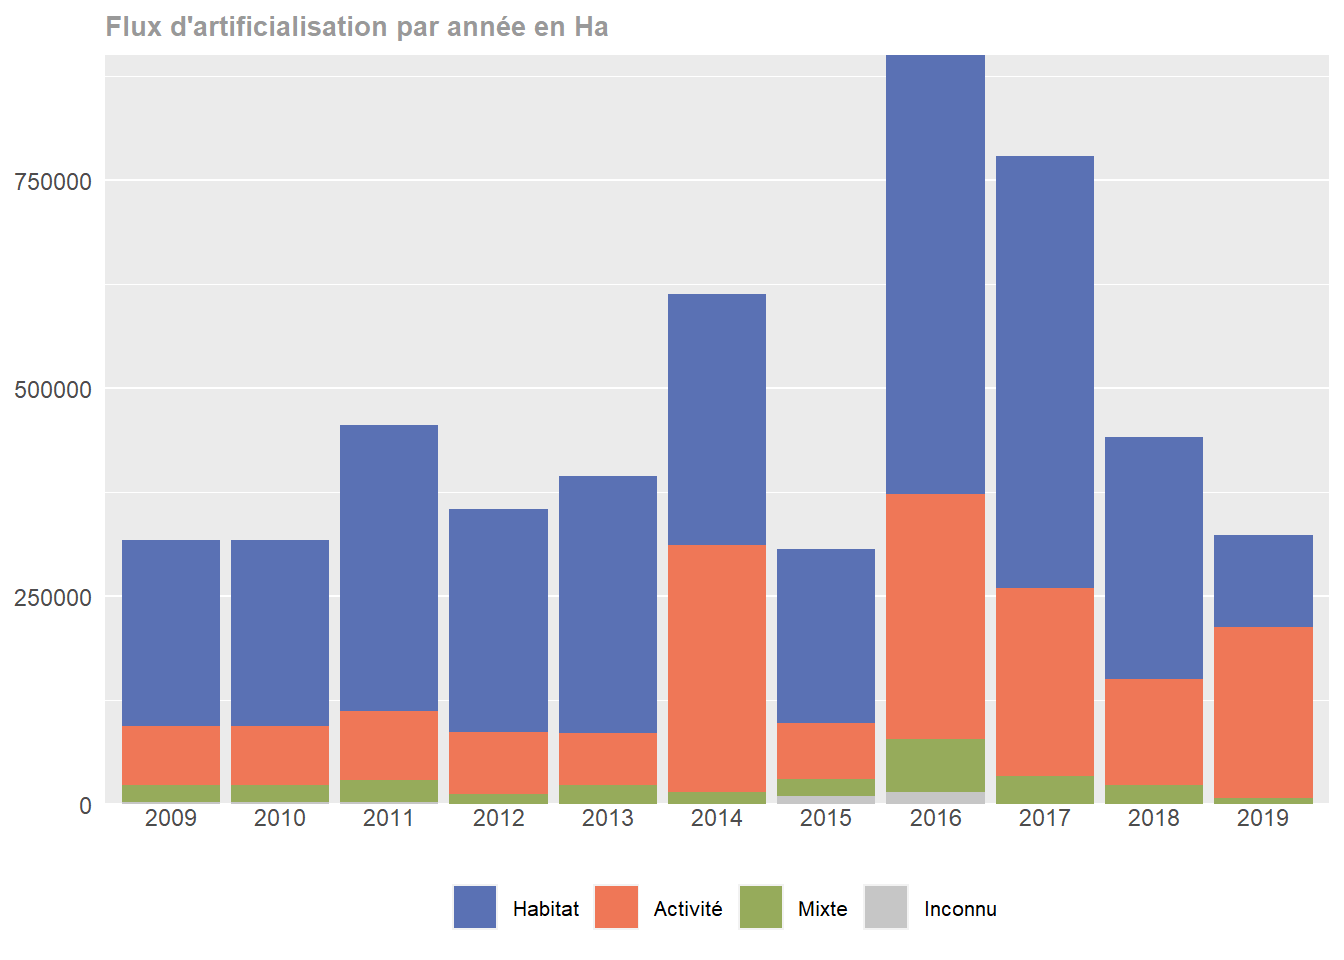 Flux d'artificialisation par année en Ha
750000
500000
250000
0
2009 2010 2011 2012 2013 2014 2015 2016 2017 2018 2019
Habitat Activité Mixte Inconnu